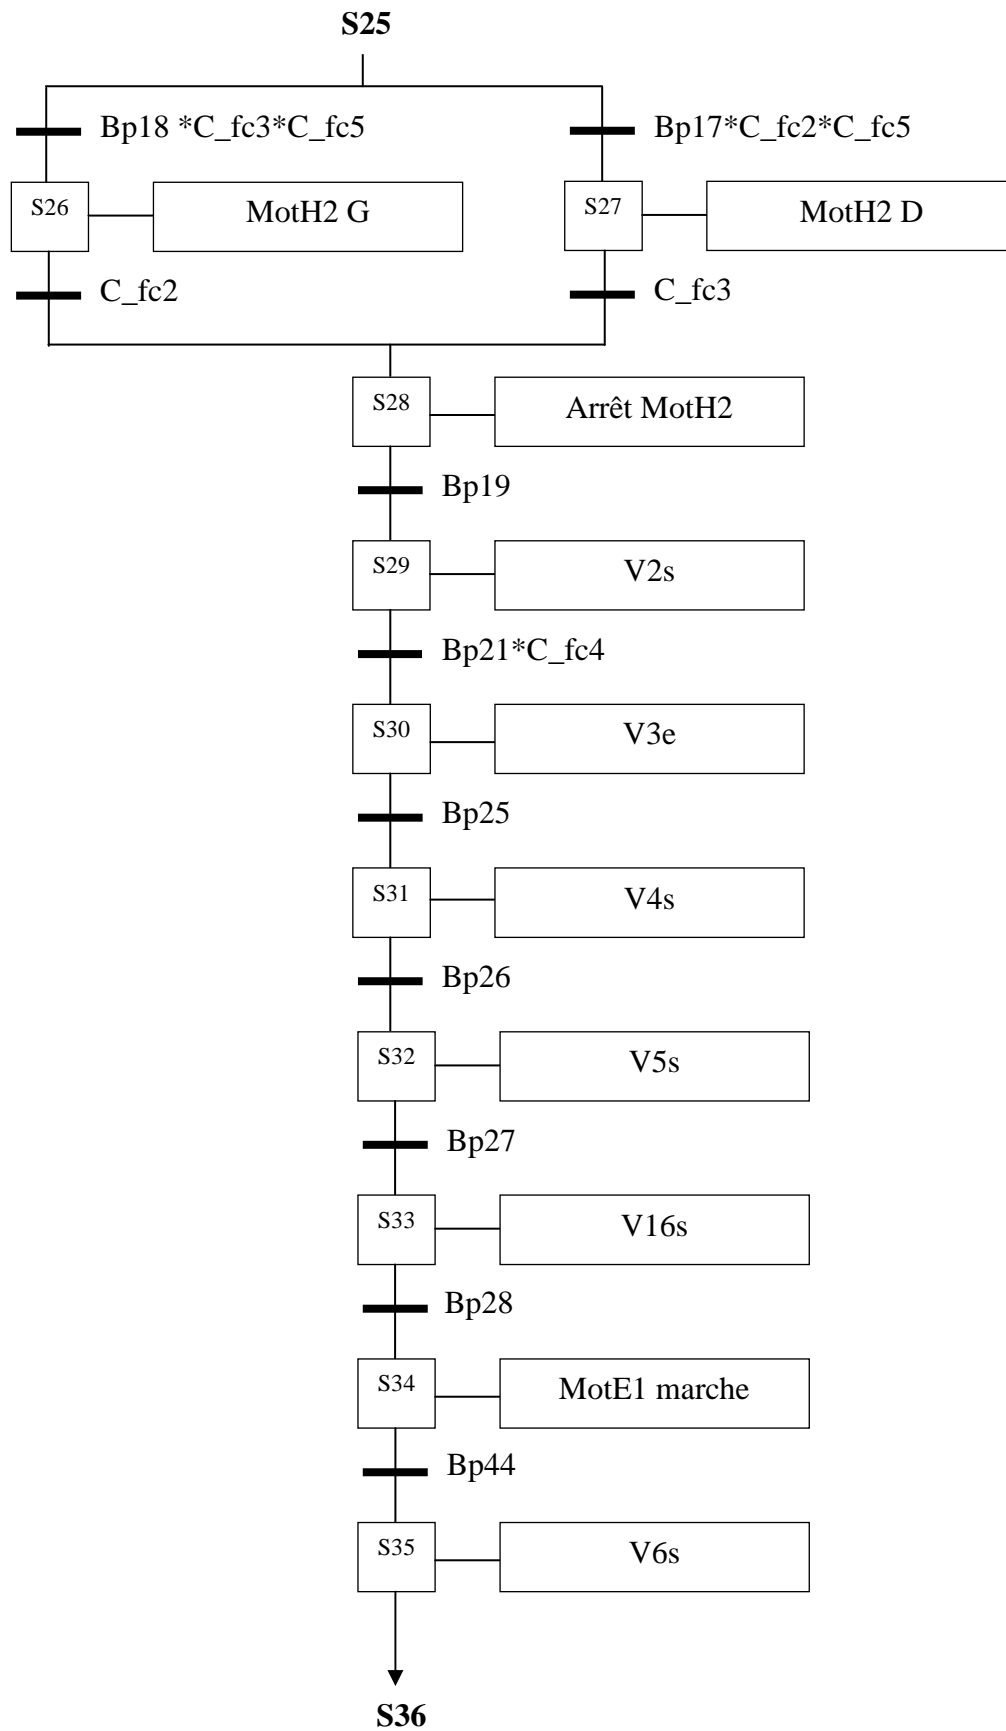 S25
Bp18 *C_fc3*C_fc5
Bp17*C_fc2*C_fc5
S26
MotH2 G
S27
MotH2 D
C_fc2
C_fc3
S28
Arrêt MotH2
Bp19
S29
V2s
Bp21*C_fc4
S30
V3e
Bp25
S31
V4s
Bp26
S32
V5s
Bp27
S33
V16s
Bp28
S34
MotE1 marche
Bp44
S35
V6s
S36